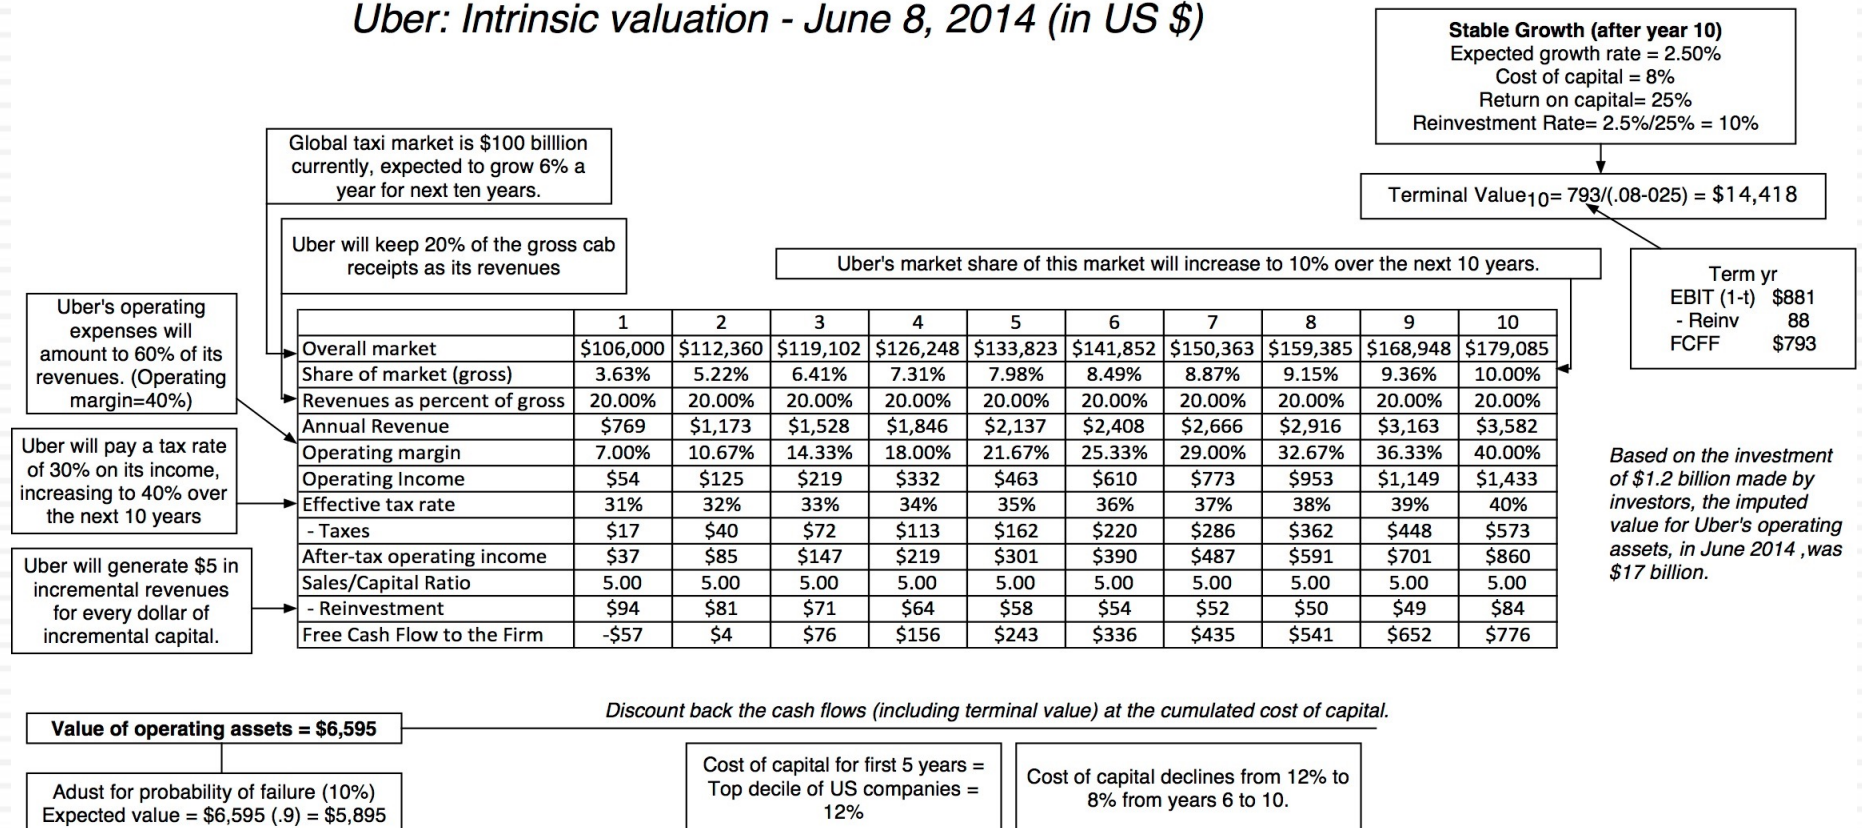 Uber: Intrinsic valuation - June 8, 2014 (in US $)
Stable Growth (after year 10)
Expected growth rate = 2.50%
Cost of capital = 8%
Return on capital= 25%
Reinvestment Rate= 2.5%/25% = 10%
Global taxi market is $100 billlion
currently, expected to grow 6% a
year for next ten years.
Terminal Value10= 793/(.08-025) = $14,418
Uber will keep 20% of the gross cab
receipts as its revenues
Uber's market share of this market will increase to 10% over the next 10 years.
Term yr
EBIT (1-t) $881
- Reinv 88
FCFF $793
Uber's operating
expenses will
amount to 60% of its
revenues. (Operating
margin=40%)
Uber will pay a tax rate
of 30% on its income,
increasing to 40% over
the next 10 years
Uber will generate $5 in
incremental revenues
for every dollar of
incremental capital.
1 2 3 4 5 6 7 8 9 10
Overall market $106,000 $112,360 $119,102 $126,248 $133,823 $141,852 $150,363 $159,385 $168,948 $179,085
Share of market (gross) 3.63% 5.22% 6.41% 7.31% 7.98% 8.49% 8.87% 9.15% 9.36% 10.00%
Revenues as percent of gross 20.00% 20.00% 20.00% 20.00% 20.00% 20.00% 20.00% 20.00% 20.00% 20.00%
Annual Revenue $769 $1,173 $1,528 $1,846 $2,137 $2,408 $2,666 $2,916 $3,163 $3,582
Operating margin 7.00% 10.67% 14.33% 18.00% 21.67% 25.33% 29.00% 32.67% 36.33% 40.00%
Operating Income $54 $125 $219 $332 $463 $610 $773 $953 $1,149 $1,433
Effective tax rate 31% 32% 33% 34% 35% 36% 37% 38% 39% 40%
- Taxes $17 $40 $72 $113 $162 $220 $286 $362 $448 $573
After-tax operating income $37 $85 $147 $219 $301 $390 $487 $591 $701 $860
Sales/Capital Ratio 5.00 5.00 5.00 5.00 5.00 5.00 5.00 5.00 5.00 5.00
- Reinvestment $94 $81 $71 $64 $58 $54 $52 $50 $49 $84
Free Cash Flow to the Firm -$57 $4 $76 $156 $243 $336 $435 $541 $652 $776
Based on the investment
of $1.2 billion made by
investors, the imputed
value for Uber's operating
assets, in June 2014 ,was
$17 billion.
Discount back the cash flows (including terminal value) at the cumulated cost of capital.
Value of operating assets = $6,595
Adust for probability of failure (10%)
Expected value = $6,595 (.9) = $5,895
Cost of capital for first 5 years =
Top decile of US companies =
12%
Cost of capital declines from 12% to
8% from years 6 to 10.